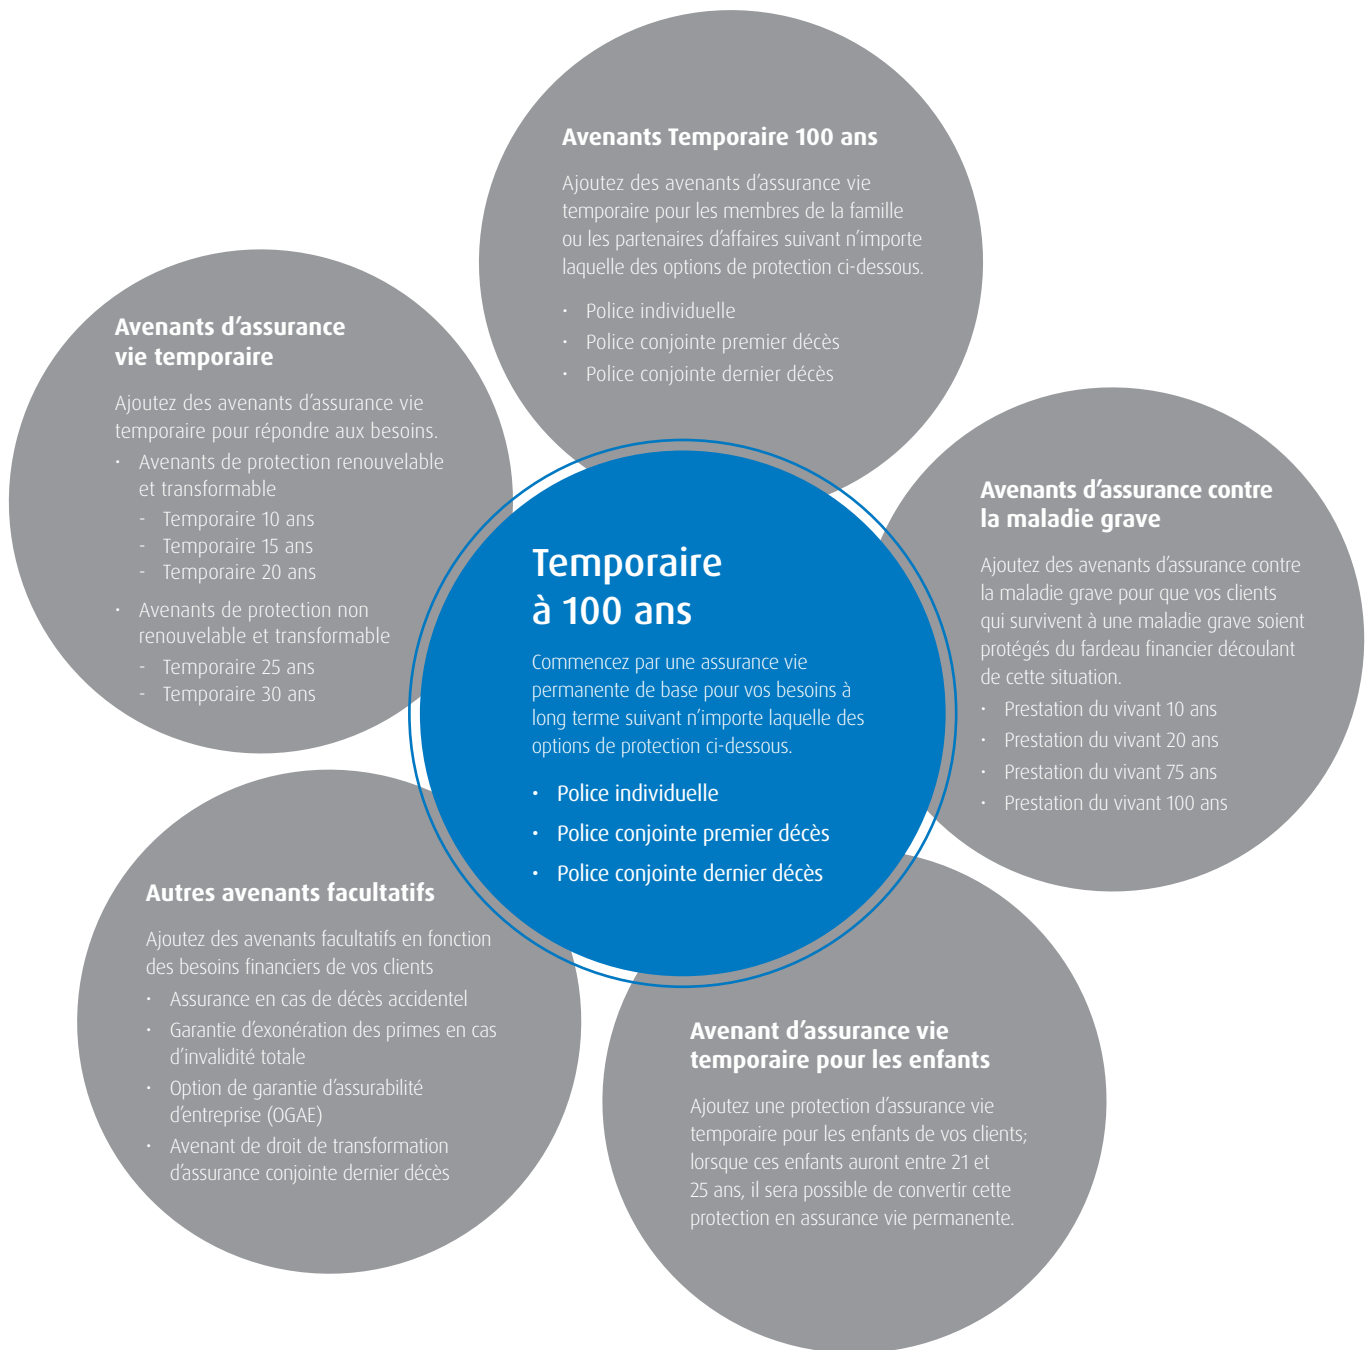 Avenants Temporaire 100 ans
Ajoutez des avenants d’assurance vie
temporaire pour les membres de la famille
ou les partenaires d’affaires suivant n’importe
laquelle des options de protection ci-dessous.
· Police individuelle
· Police conjointe premier décès
· Police conjointe dernier décès
Avenants d’assurance
vie temporaire
Ajoutez des avenants d’assurance vie
temporaire pour répondre aux besoins.
· Avenants de protection renouvelable
et transformable
- Temporaire 10 ans
- Temporaire 15 ans
- Temporaire 20 ans
· Avenants de protection non
renouvelable et transformable
- Temporaire 25 ans
- Temporaire 30 ans
Avenants d’assurance contre
la maladie grave
Ajoutez des avenants d’assurance contre
la maladie grave pour que vos clients
qui survivent à une maladie grave soient
protégés du fardeau financier découlant
de cette situation.
· Prestation du vivant 10 ans
· Prestation du vivant 20 ans
· Prestation du vivant 75 ans
· Prestation du vivant 100 ans
Temporaire
à 100 ans
Commencez par une assurance vie
permanente de base pour vos besoins à
long terme suivant n’importe laquelle des
options de protection ci-dessous.
· Police individuelle
· Police conjointe premier décès
· Police conjointe dernier décès
Autres avenants facultatifs
Ajoutez des avenants facultatifs en fonction
des besoins financiers de vos clients
· Assurance en cas de décès accidentel
· Garantie d’exonération des primes en cas
d’invalidité totale
· Option de garantie d’assurabilité
d’entreprise (OGAE)
· Avenant de droit de transformation
d’assurance conjointe dernier décès
Avenant d’assurance vie
temporaire pour les enfants
Ajoutez une protection d’assurance vie
temporaire pour les enfants de vos clients;
lorsque ces enfants auront entre 21 et
25 ans, il sera possible de convertir cette
protection en assurance vie permanente.